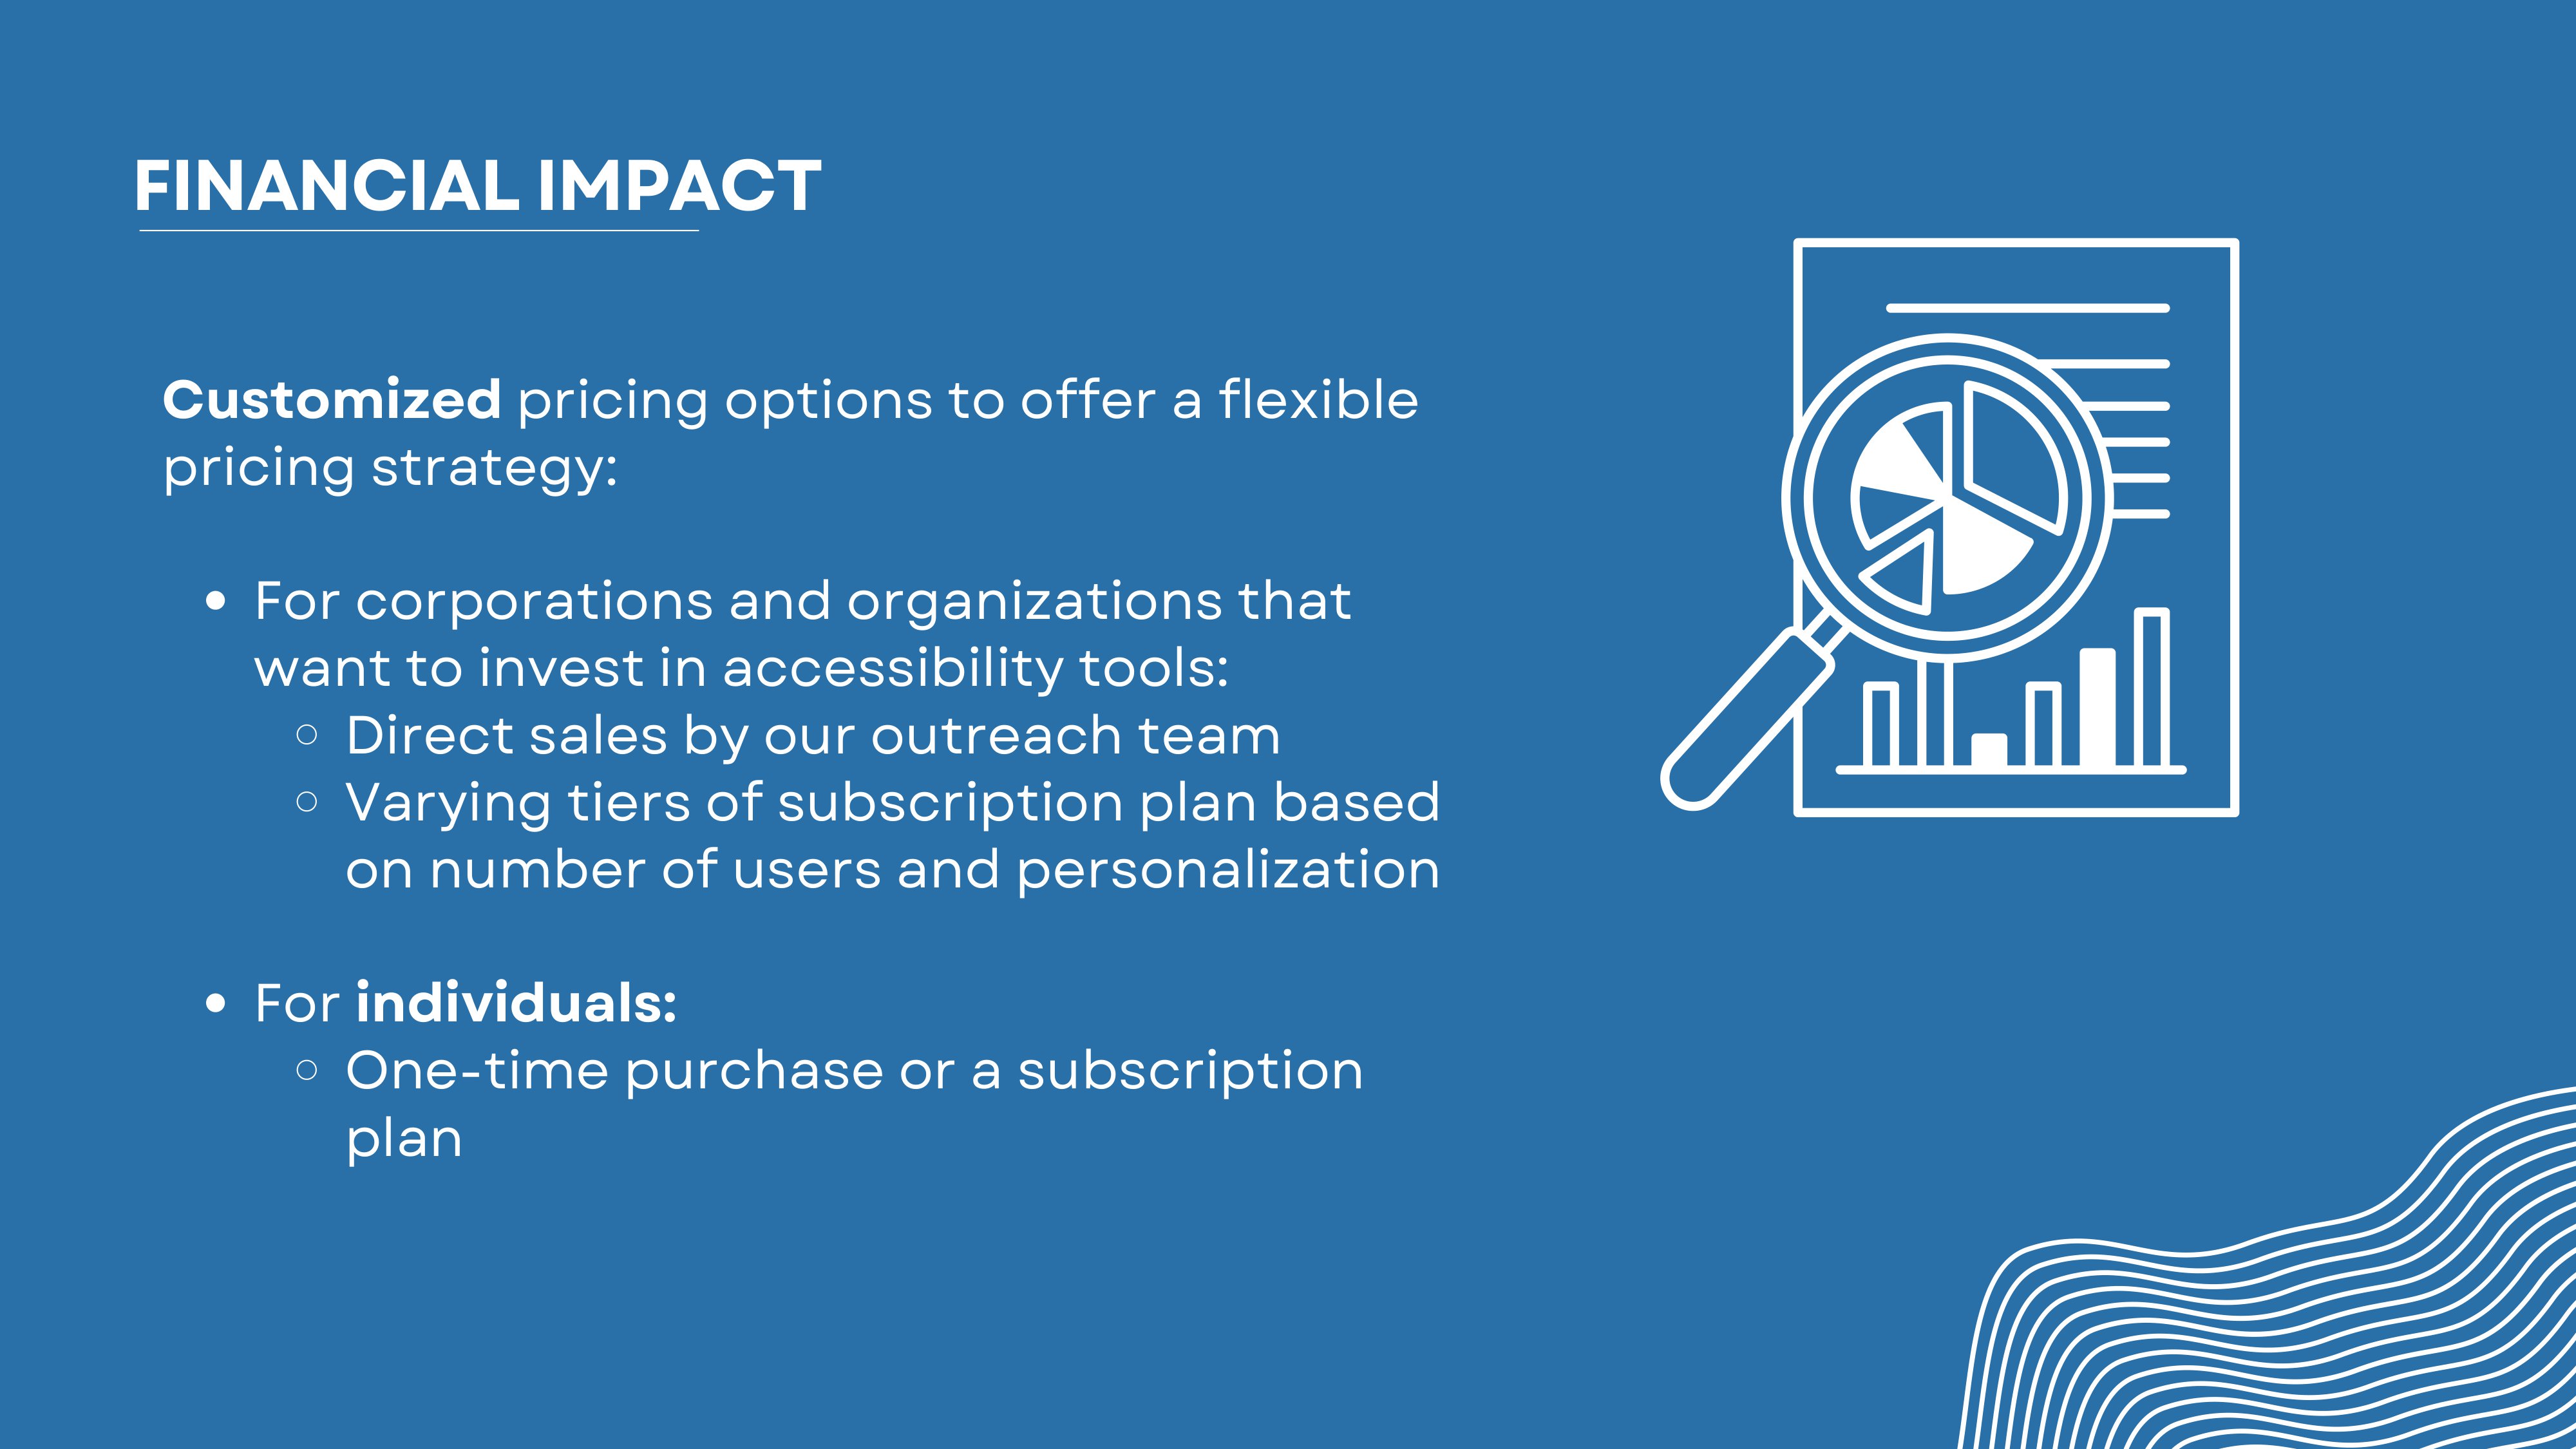 FINANCIAL IMPACT
Customized pricing options to offer a flexible
pricing strategy:
• For corporations and organizations that
want to invest in accessibility tools:
○ Direct sales by our outreach team
○ Varying tiers of subscription plan based
on number of users and personalization
• For individuals:
○ One-time purchase or a subscription
plan